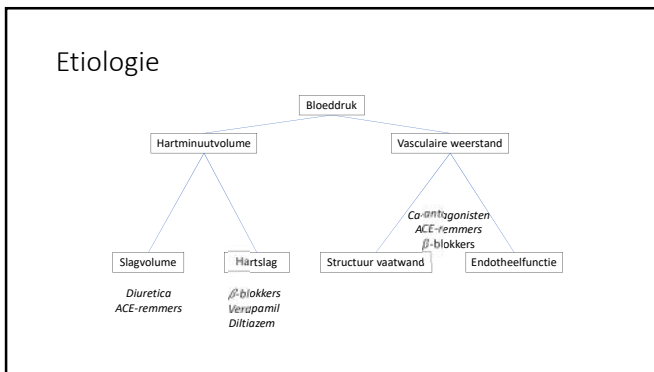 Etiologie
Bloeddruk
Hartminuutvolume
Vasculaire weerstand
Ca-antagonisten
ACE-remmers
β-blokkers
Slagvolume
Hartslag
Structuur vaatwand
Endotheelfunctie
Diuretica
ACE-remmers
β-blokkers
Verapamil
Diltiazem